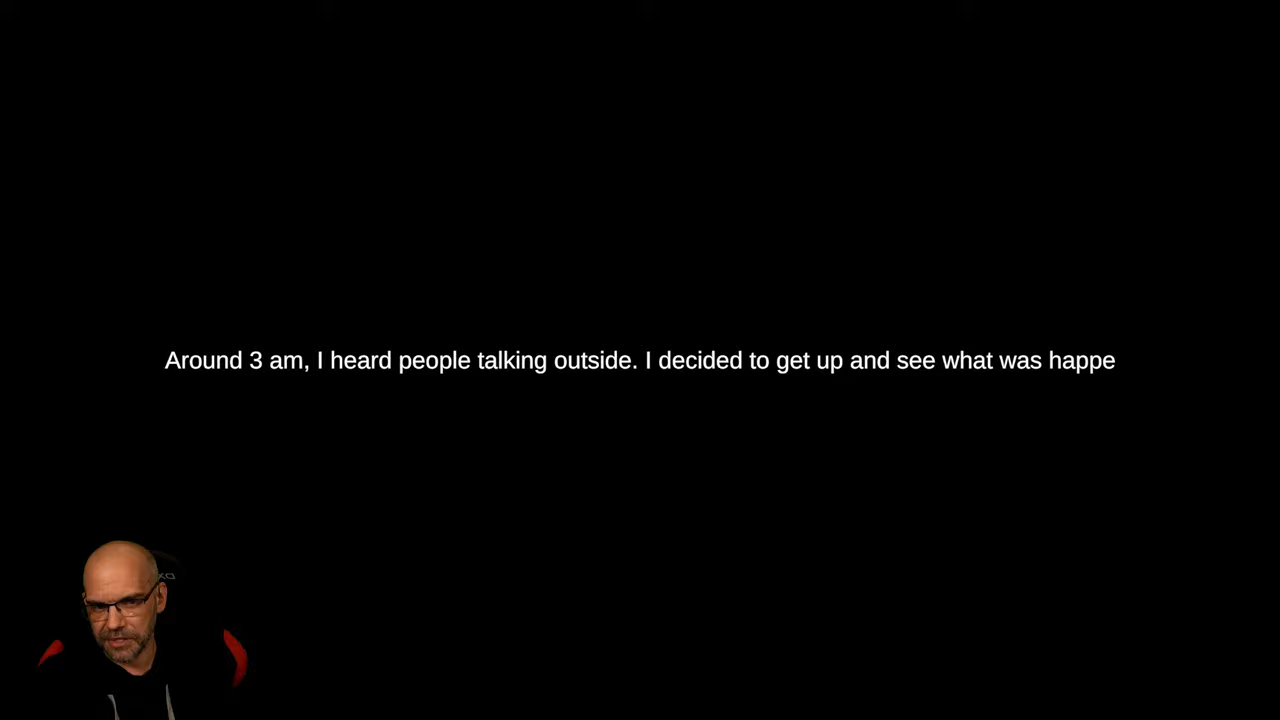 Around 3 am, I heard people talking outside. I decided to get up and see what was happe